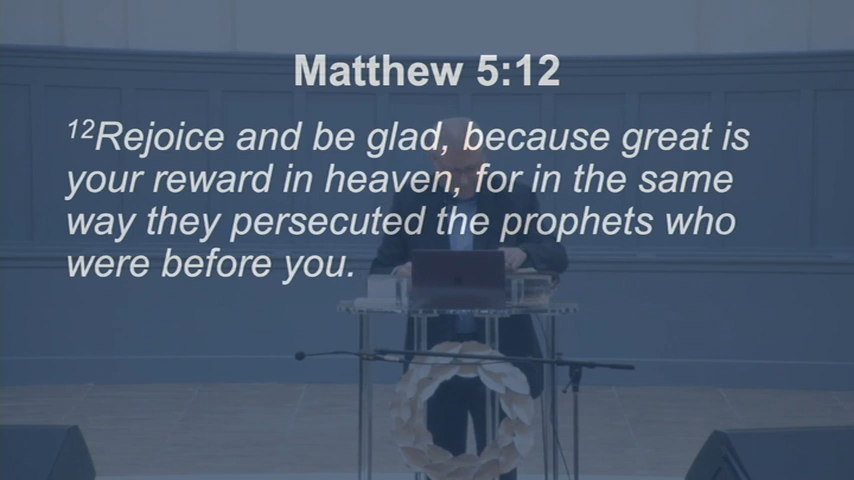 Matthew 5:12
12Rejoice and be glad, because great is
your reward in heaven, for in the same
way they persecuted the prophets who
were before you.